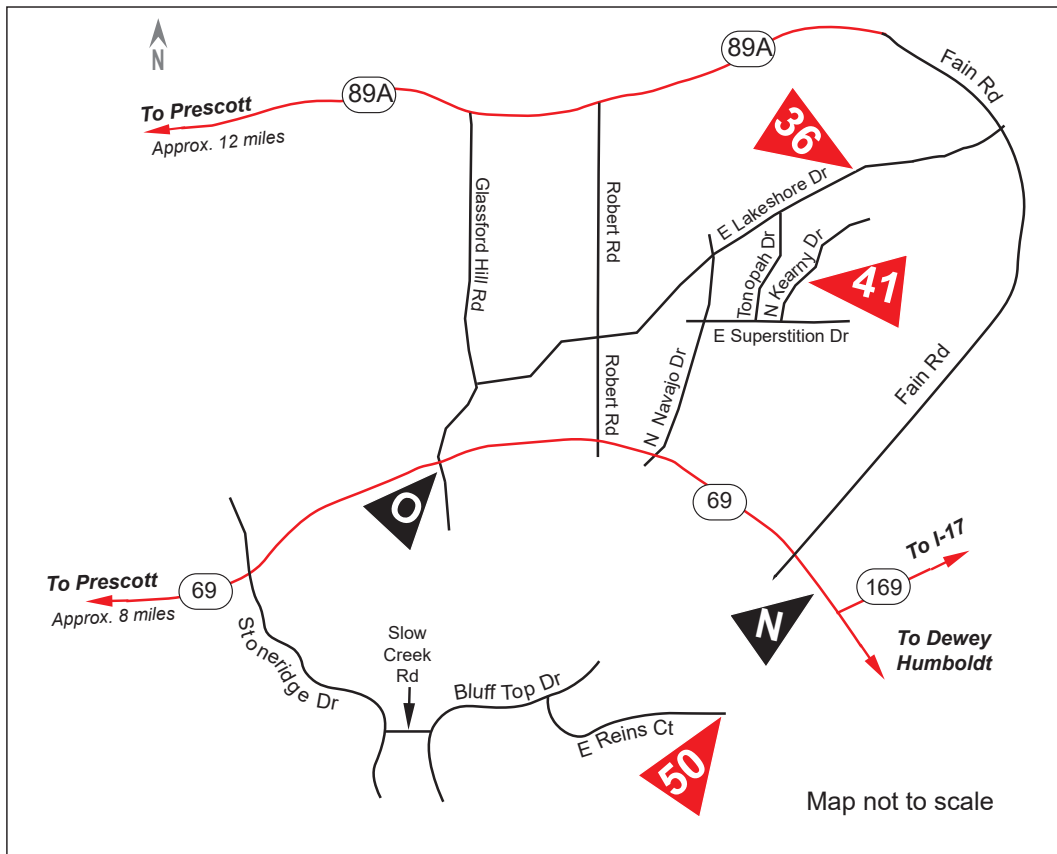 N
89A
89A
To Prescott
Approx. 12 miles
Fain Rd
36
Glassford Hill Rd
Robert Rd
E Lakeshore Dr
Tonopah Dr
N Kearny Dr
41
E Superstition Dr
Robert Rd
N Navajo Dr
Fain Rd
O
69
To I-17
169
To Prescott
Approx. 8 miles
69
N
To Dewey
Humboldt
Stoneridge Dr
Slow
Creek
Rd
Bluff Top Dr
E Reins Ct
50
Map not to scale